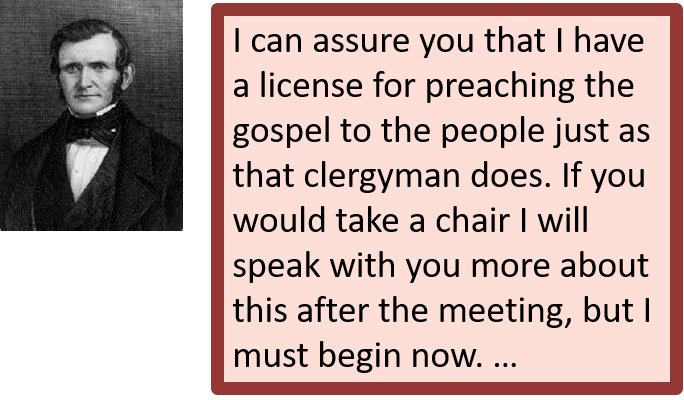 I can assure you that I have
a license for preaching the
gospel to the people just as
that clergyman does. If you
would take a chair I will
speak with you more about
this after the meeting, but I
must begin now. ...